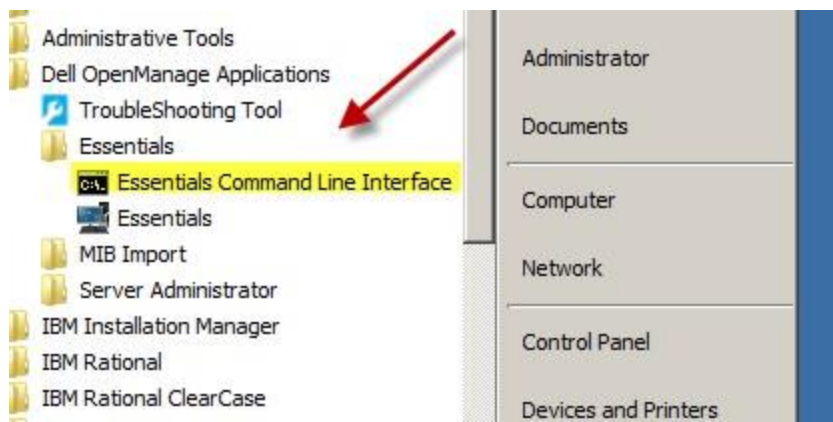 Administrative Tools
Dell OpenManage Applications
TroubleShooting Tool
Essentials
C:\.
Essentials Command Line Interface
Essentials
MIB Import
Server Administrator
IBM Installation Manager
IBM Rational
IBM Rational ClearCase
Administrator
Documents
Computer
Network
Control Panel
Devices and Printers